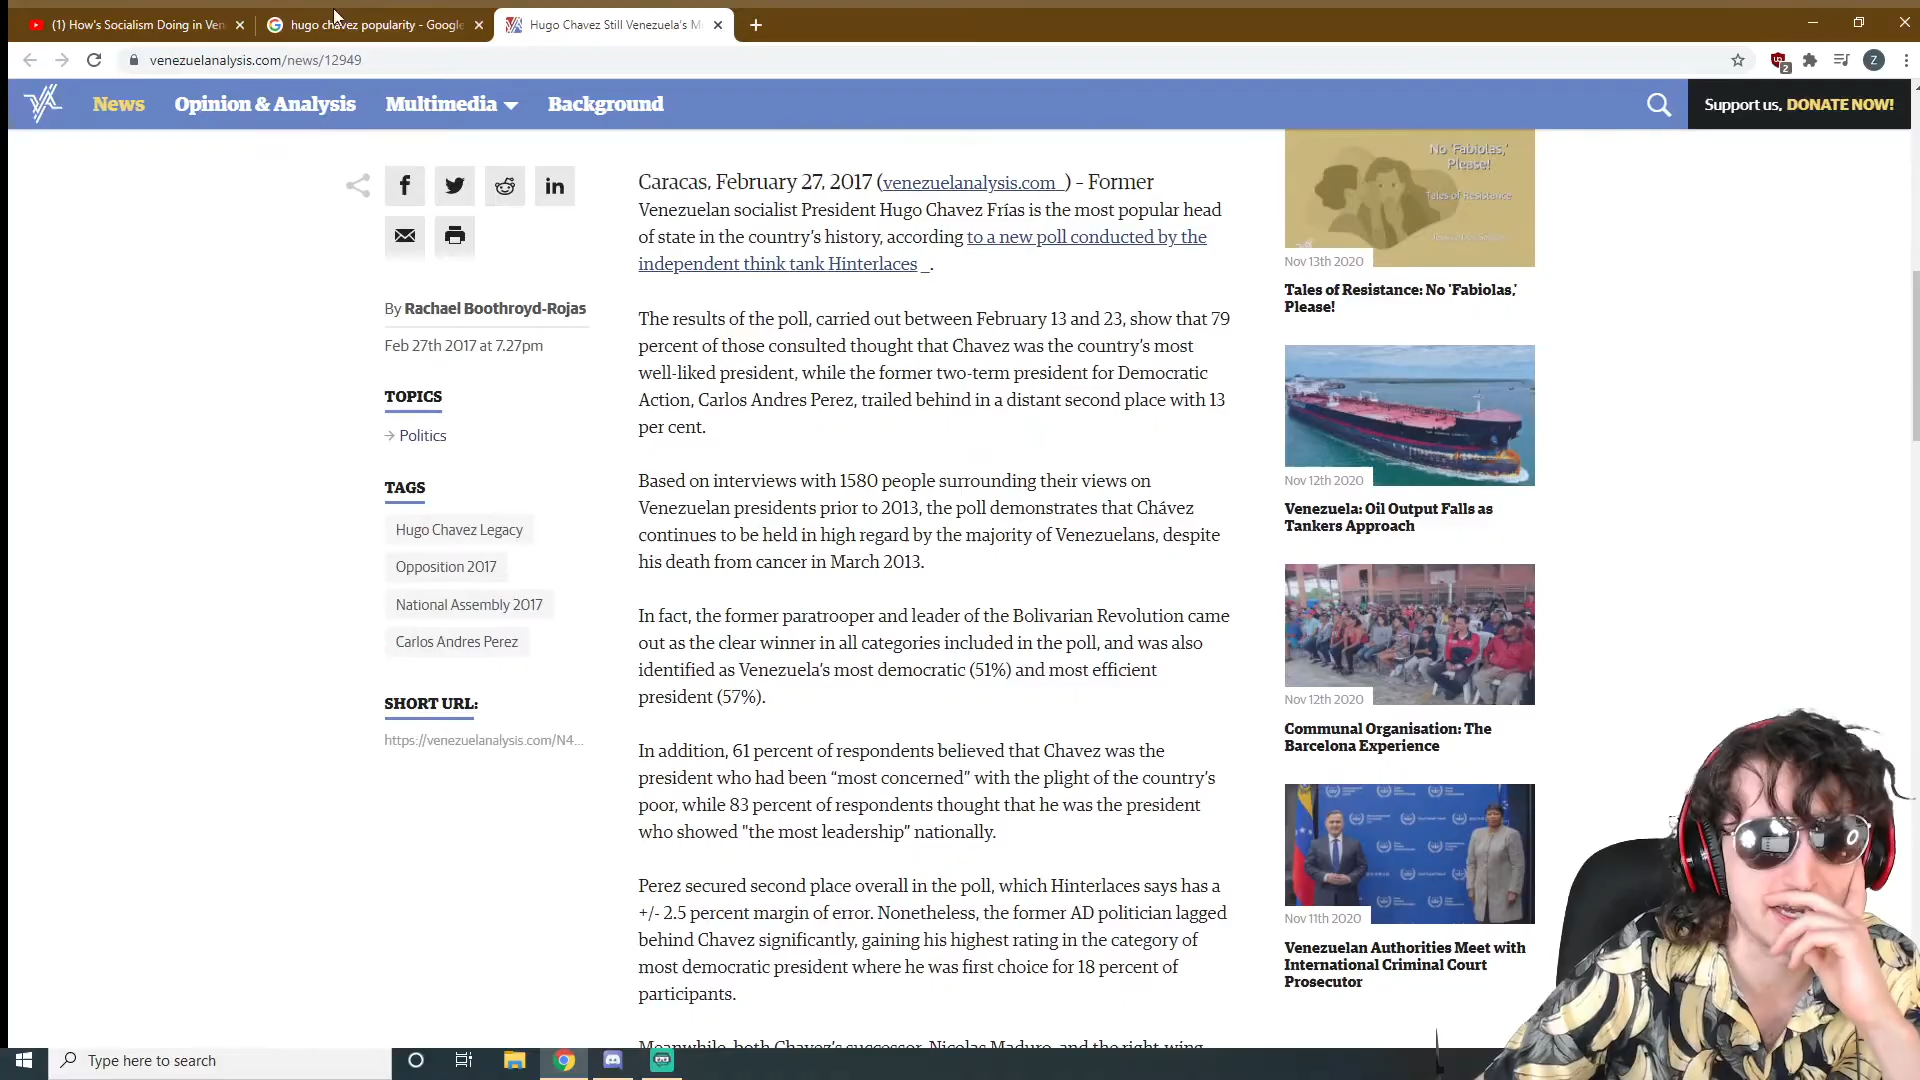 (1) How's Socialism Doing in Ven
hugo chavez popularity - Google
Hugo Chavez Still Venezuela's M
venezuelanalysis.com/news/12949
2
Z
News
Opinion & Analysis
Multimedia
Background
Support us, DONATE NOW!
By Rachael Boothroyd-Rojas
Feb 27th 2017 at 7.27pm
TOPICS
Politics
TAGS
Hugo Chavez Legacy
Opposition 2017
National Assembly 2017
Carlos Andres Perez
SHORT URL:
https://venezuelanalysis.com/N4...
Caracas, February 27, 2017 (venezuelanalysis.com_) – Former
Venezuelan socialist President Hugo Chavez Frías is the most popular head
of state in the country's history, according to a new poll conducted by the
independent think tank Hinterlaces _.
The results of the poll, carried out between February 13 and 23, show that 79
percent of those consulted thought that Chavez was the country's most
well-liked president, while the former two-term president for Democratic
Action, Carlos Andres Perez, trailed behind in a distant second place with 13
per cent.
Based on interviews with 1580 people surrounding their views on
Venezuelan presidents prior to 2013, the poll demonstrates that Chávez
continues to be held in high regard by the majority of Venezuelans, despite
his death from cancer in March 2013.
In fact, the former paratrooper and leader of the Bolivarian Revolution came
out as the clear winner in all categories included in the poll, and was also
identified as Venezuela's most democratic (51%) and most efficient
president (57%).
In addition, 61 percent of respondents believed that Chavez was the
president who had been “most concerned” with the plight of the country's
poor, while 83 percent of respondents thought that he was the president
who showed "the most leadership” nationally.
Perez secured second place overall in the poll, which Hinterlaces says has a
+/- 2.5 percent margin of error. Nonetheless, the former AD politician lagged
behind Chavez significantly, gaining his highest rating in the category of
most democratic president where he was first choice for 18 percent of
participants.
Meanwhile, both Chavez's successor, Nicolas Maduro, and the right-wing
No 'Fabiolas,'
Please!
Tales of Resistance
Nov 13th 2020
Tales of Resistance: No 'Fabiolas,'
Please!
Nov 12th 2020
Venezuela: Oil Output Falls as
Tankers Approach
Nov 12th 2020
Communal Organisation: The
Barcelona Experience
Nov 11th 2020
Venezuelan Authorities Meet with
International Criminal Court
Prosecutor
Type here to search